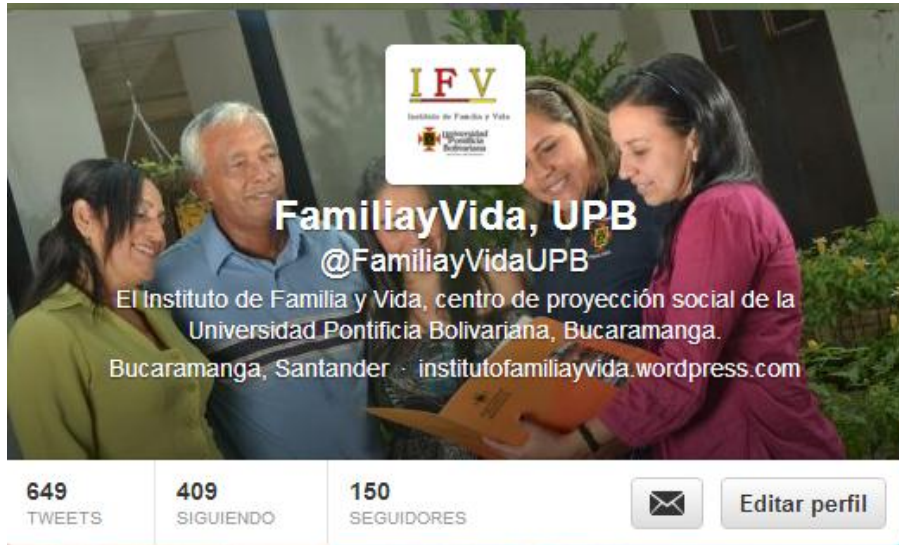 I F V
Instituto de Familia y Vida
Universidad
Pontificia
Bolivariana
FamiliayVida, UPB
@FamiliayVidaUPB
El Instituto de Familia y Vida, centro de proyección social de la
Universidad Pontificia Bolivariana, Bucaramanga.
Bucaramanga, Santander · institutofamiliayvida.wordpress.com
649
TWEETS
409
SIGUIENDO
150
SEGUIDORES
Editar perfil